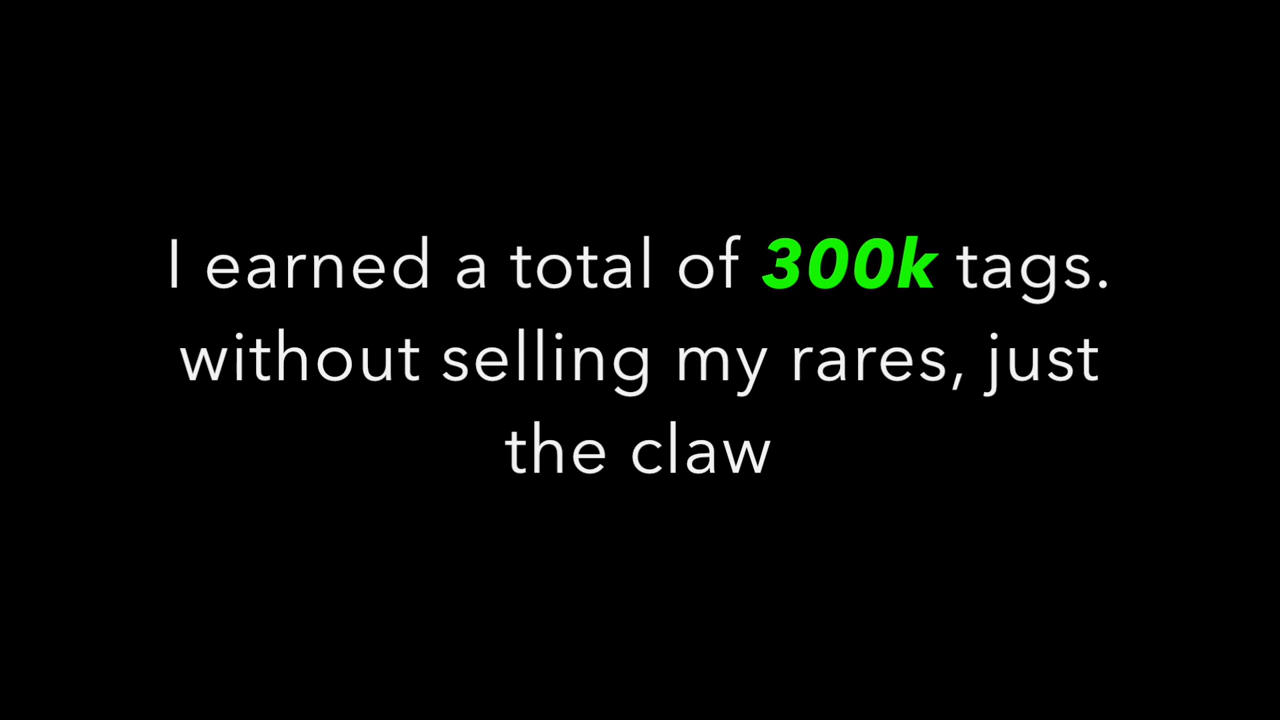 I earned a total of 300k tags.
without selling my rares, just
the claw